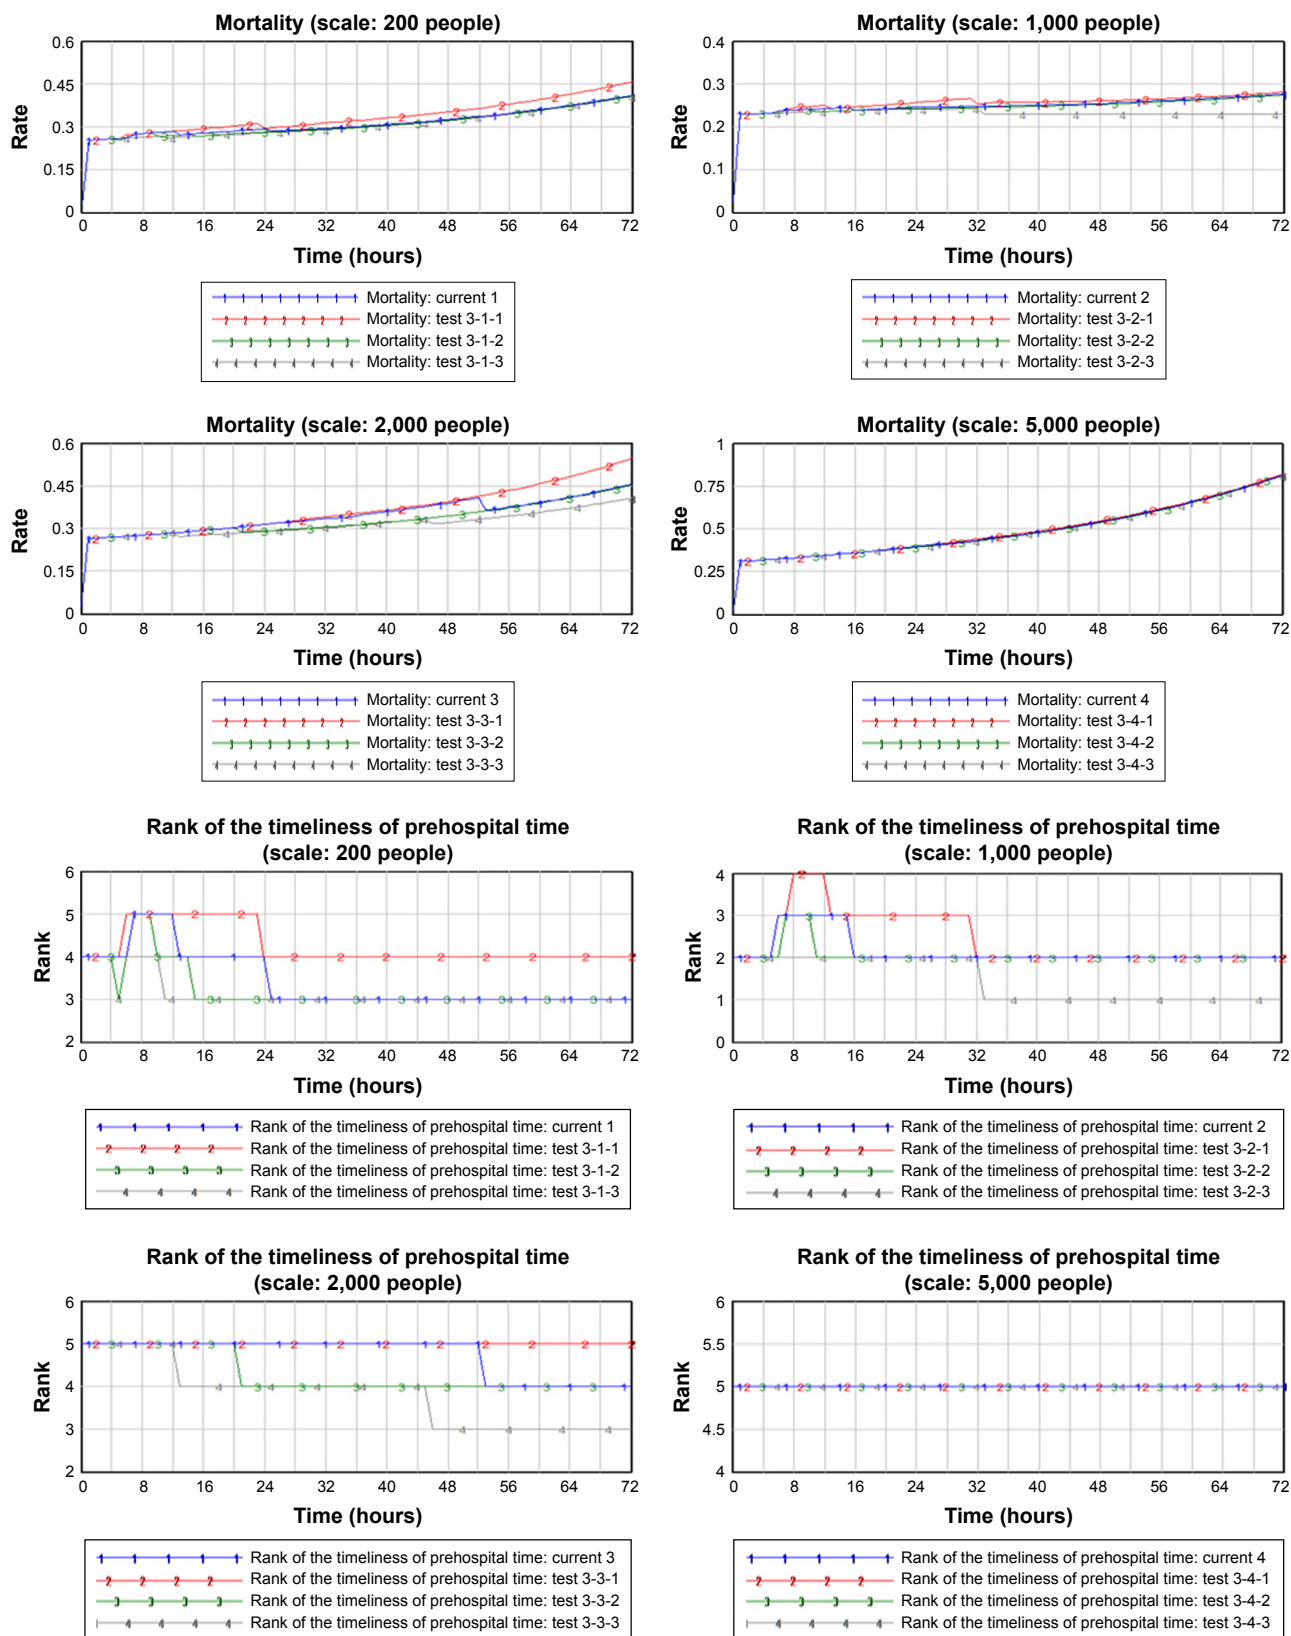 Mortality (scale: 200 people)
Rate
0.6
0.45
0.3
0.15
0
0 8 16 24 32 40 48 56 64 72
Time (hours)
Mortality: current 1
Mortality: test 3-1-1
Mortality: test 3-1-2
Mortality: test 3-1-3
Mortality (scale: 1,000 people)
Rate
0.4
0.3
0.2
0.1
0
0 8 16 24 32 40 48 56 64 72
Time (hours)
Mortality: current 2
Mortality: test 3-2-1
Mortality: test 3-2-2
Mortality: test 3-2-3
Mortality (scale: 2,000 people)
Rate
0.6
0.45
0.3
0.15
0
0 8 16 24 32 40 48 56 64 72
Time (hours)
Mortality: current 3
Mortality: test 3-3-1
Mortality: test 3-3-2
Mortality: test 3-3-3
Mortality (scale: 5,000 people)
Rate
1
0.75
0.5
0.25
0
0 8 16 24 32 40 48 56 64 72
Time (hours)
Mortality: current 4
Mortality: test 3-4-1
Mortality: test 3-4-2
Mortality: test 3-4-3
Rank of the timeliness of prehospital time
(scale: 200 people)
Rank
6
5
4
3
2
0 8 16 24 32 40 48 56 64 72
Time (hours)
Rank of the timeliness of prehospital time: current 1
Rank of the timeliness of prehospital time: test 3-1-1
Rank of the timeliness of prehospital time: test 3-1-2
Rank of the timeliness of prehospital time: test 3-1-3
Rank of the timeliness of prehospital time
(scale: 1,000 people)
Rank
4
3
2
1
0
0 8 16 24 32 40 48 56 64 72
Time (hours)
Rank of the timeliness of prehospital time: current 2
Rank of the timeliness of prehospital time: test 3-2-1
Rank of the timeliness of prehospital time: test 3-2-2
Rank of the timeliness of prehospital time: test 3-2-3
Rank of the timeliness of prehospital time
(scale: 2,000 people)
Rank
6
5
4
3
2
0 8 16 24 32 40 48 56 64 72
Time (hours)
Rank of the timeliness of prehospital time: current 3
Rank of the timeliness of prehospital time: test 3-3-1
Rank of the timeliness of prehospital time: test 3-3-2
Rank of the timeliness of prehospital time: test 3-3-3
Rank of the timeliness of prehospital time
(scale: 5,000 people)
Rank
6
5.5
5
4.5
4
0 8 16 24 32 40 48 56 64 72
Time (hours)
Rank of the timeliness of prehospital time: current 4
Rank of the timeliness of prehospital time: test 3-4-1
Rank of the timeliness of prehospital time: test 3-4-2
Rank of the timeliness of prehospital time: test 3-4-3